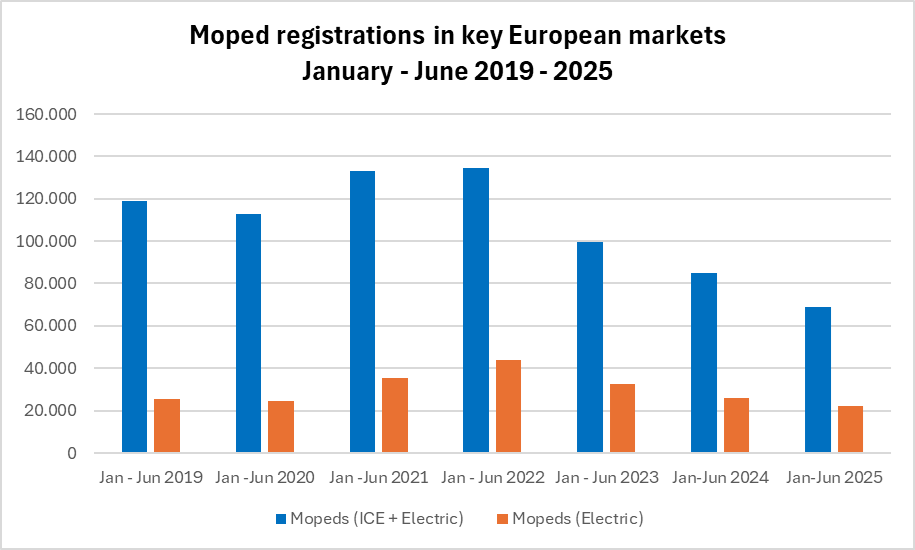 Moped registrations in key European markets
January - June 2019 - 2025
160.000
140.000
120.000
100.000
80.000
60.000
40.000
20.000
0
Jan - Jun 2019
Jan -Jun 2020
Jan -Jun 2021
Jan - Jun 2022
Jan - Jun 2023
Jan-Jun 2024
Jan-Jun 2025
Mopeds (ICE + Electric)
Mopeds (Electric)